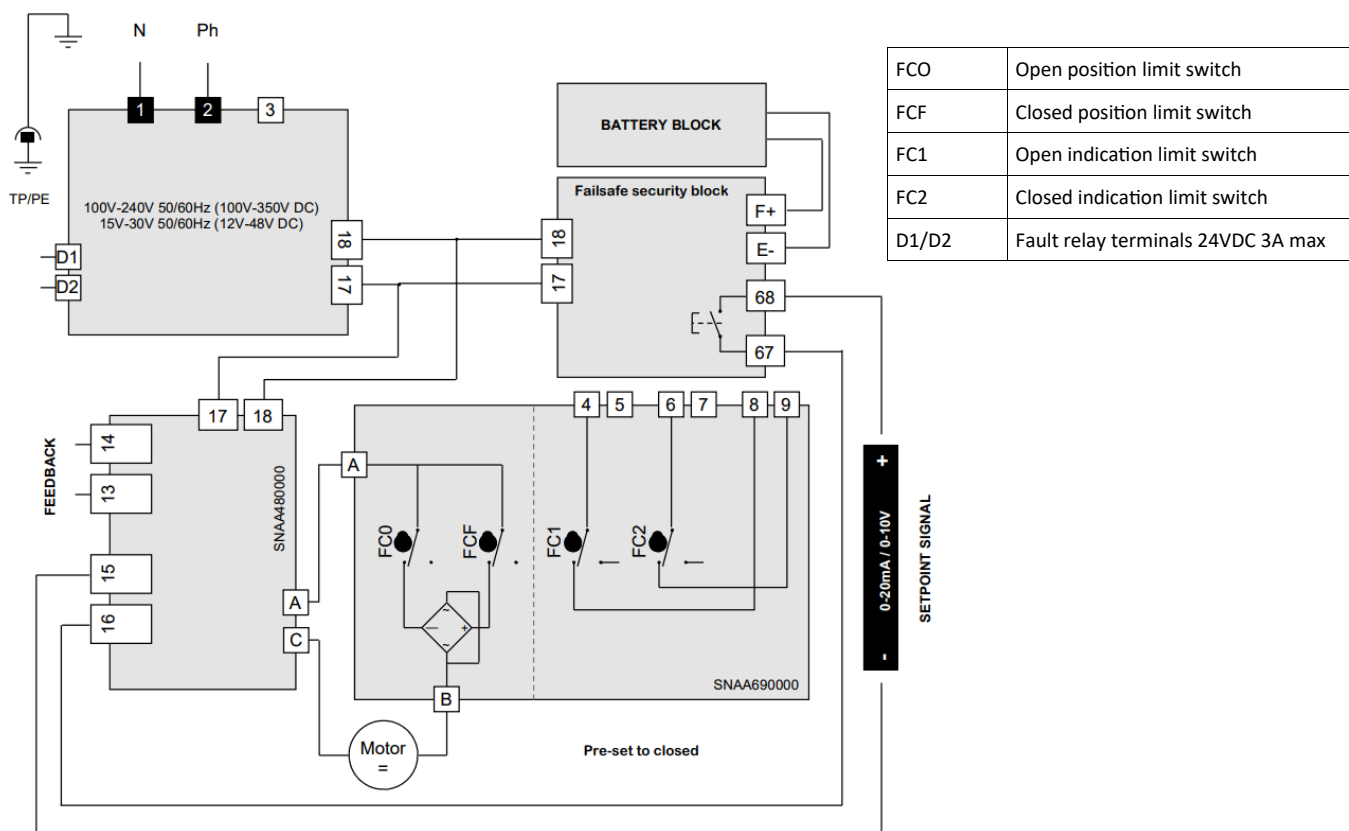 N Ph
1 2 3
TP/PE
100V-240V 50/60Hz (100V-350V DC)
15V-30V 50/60Hz (12V-48V DC)
D1
D2
18
17
BATTERY BLOCK
Failsafe security block
18
17
F+
E-
68
67
FCO Open position limit switch
FCF Closed position limit switch
FC1 Open indication limit switch
FC2 Closed indication limit switch
D1/D2 Fault relay terminals 24VDC 3A max
17 18
FEEDBACK
14
13
15
16
SNAA480000
A
C
A
4 5 6 7 8 9
FC0
FCF
FC1
FC2
~
— +
~
SNAA690000
B
Motor
=
Pre-set to closed
+
0-20mA / 0-10V
-
SETPOINT SIGNAL